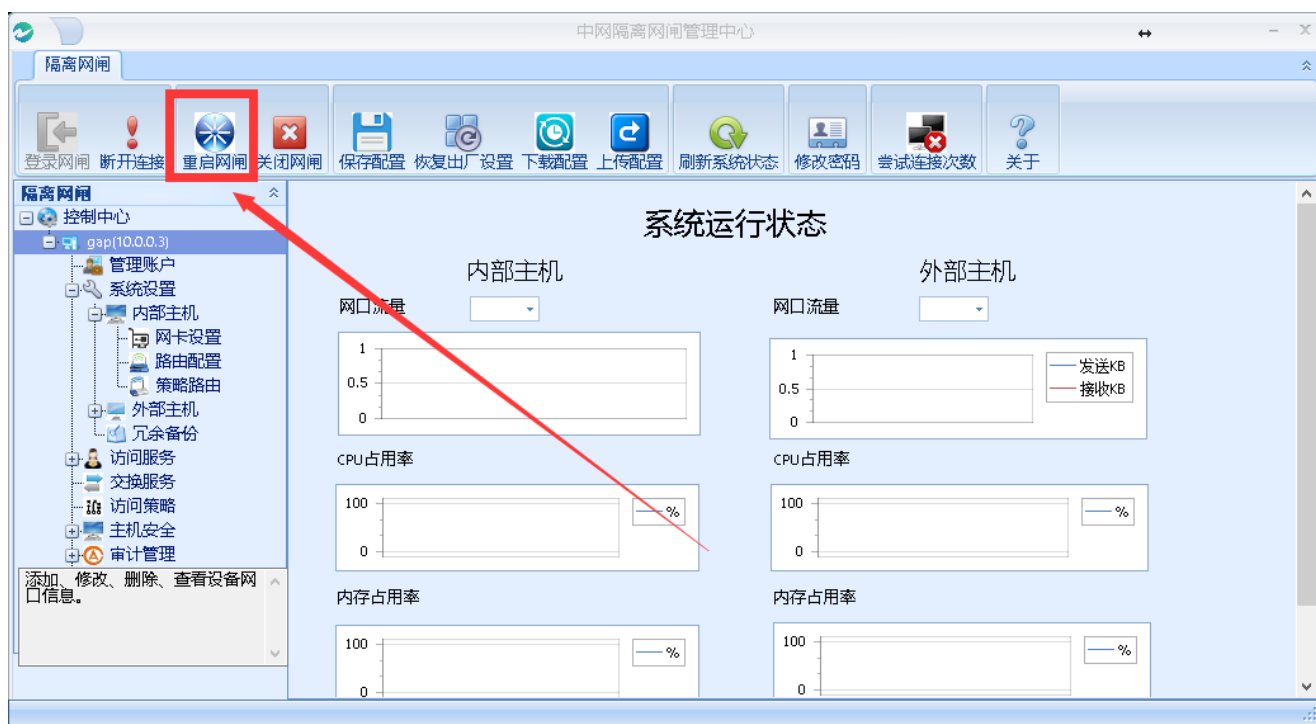 中网隔离网闸管理中心
隔离网闸
登录网闸 断开连接 重启网闸 关闭网闸 保存配置 恢复出厂设置 下载配置 上传配置 刷新系统状态 修改密码 尝试连接次数 关于
隔离网闸
控制中心
gap(10.0.0.3)
管理账户
系统设置
内部主机
网卡设置
路由配置
策略路由
外部主机
冗余备份
访问服务
交换服务
访问策略
主机安全
审计管理
添加、修改、删除、查看设备网
口信息。
系统运行状态
内部主机
网口流量
1
0.5
0
CPU占用率
100
0
%
内存占用率
100
0
%
外部主机
网口流量
1
0.5
0
发送KB
接收KB
CPU占用率
100
0
%
内存占用率
100
0
%